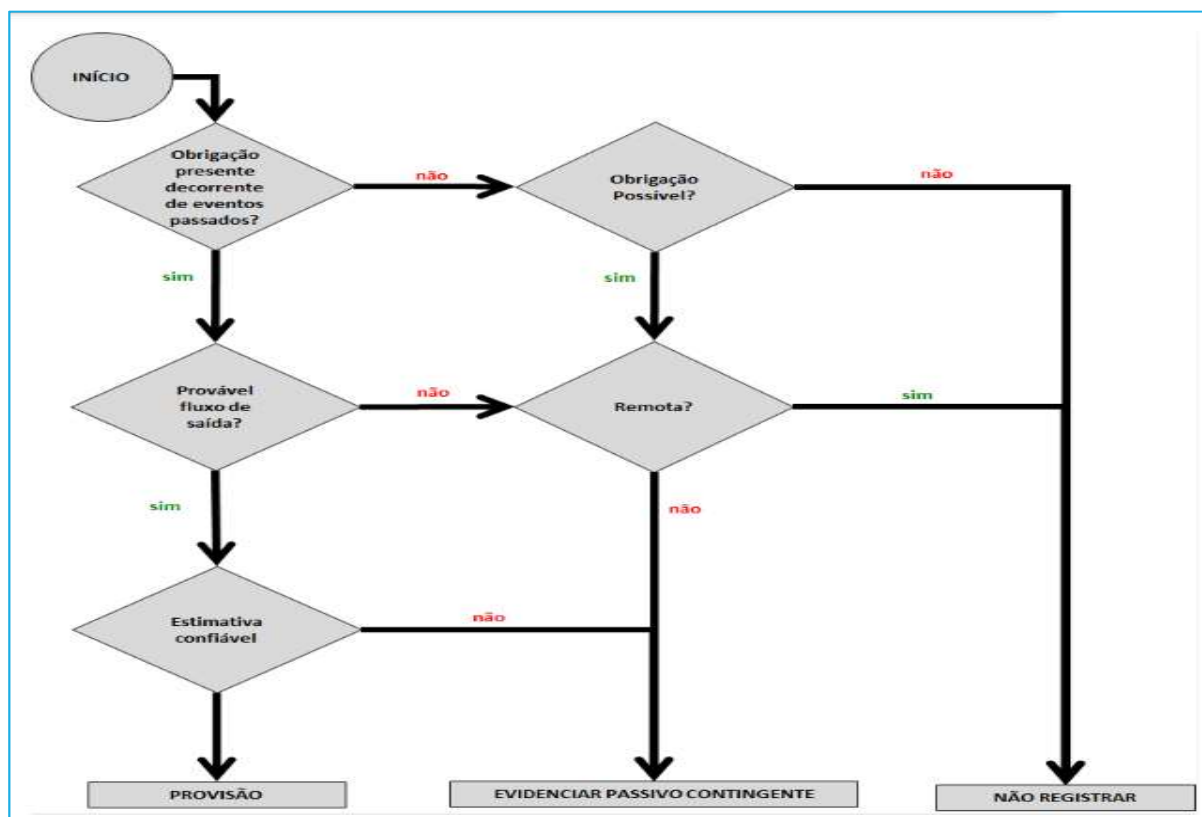 INÍCIO
Obrigação
presente
decorrente
de eventos
passados?
não
Obrigação
Possível?
não
sim
sim
Provável
fluxo de
saída?
não
Remota?
sim
sim
não
Estimativa
confiável
não
PROVISÃO
EVIDENCIAR PASSIVO CONTINGENTE
NÃO REGISTRAR